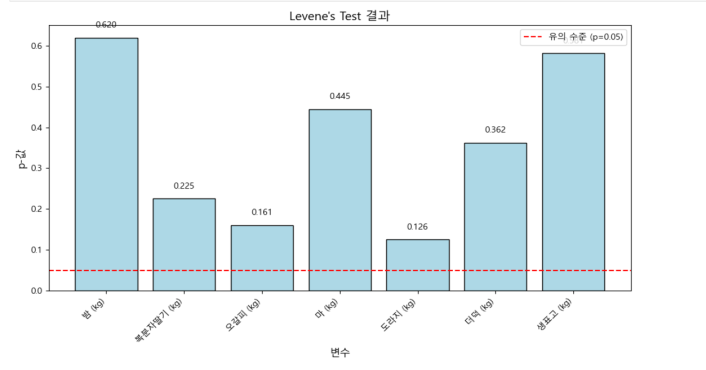 Levene's Test 결과
0.620
유의 수준 (p=0.05)
0.6
0.5
0.445
0.4
0.362
p-값
0.3
0.225
0.2
0.161
0.126
0.1
0.0
밤 (kg)
복분자딸기 (kg)
오갈피 (kg)
마 (kg)
도라지 (kg)
더덕 (kg)
생표고 (kg)
변수